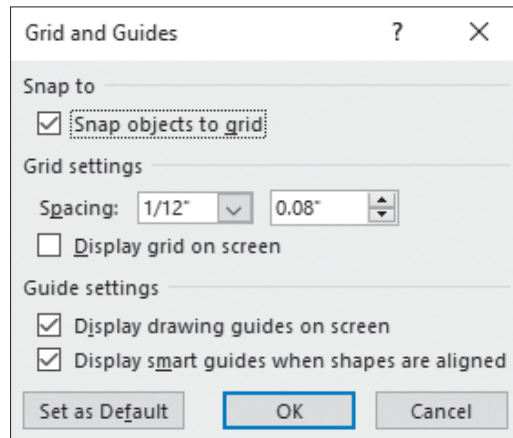 Grid and Guides ?
Snap to
Snap objects to grid
Grid settings
Spacing: 1/12" 0.08"
Display grid on screen
Guide settings
Display drawing guides on screen
Display smart guides when shapes are aligned
Set as Default OK Cancel